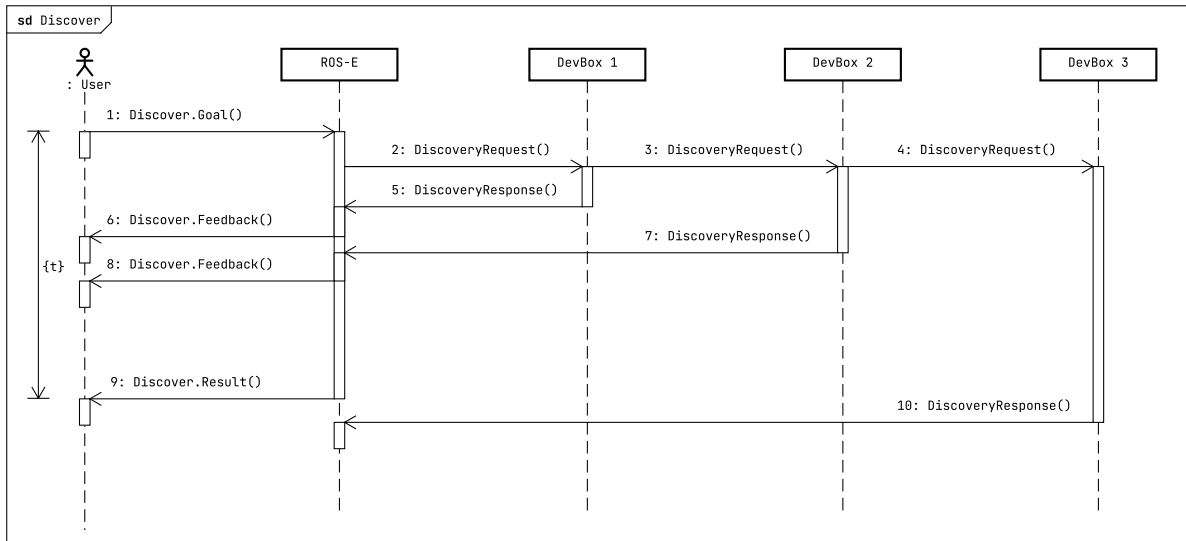 sd Discover
: User
ROS-E
DevBox 1
DevBox 2
DevBox 3
1: Discover.Goal()
2: DiscoveryRequest()
3: DiscoveryRequest()
4: DiscoveryRequest()
5: DiscoveryResponse()
6: Discover.Feedback()
7: DiscoveryResponse()
8: Discover.Feedback()
{t}
9: Discover.Result()
10: DiscoveryResponse()